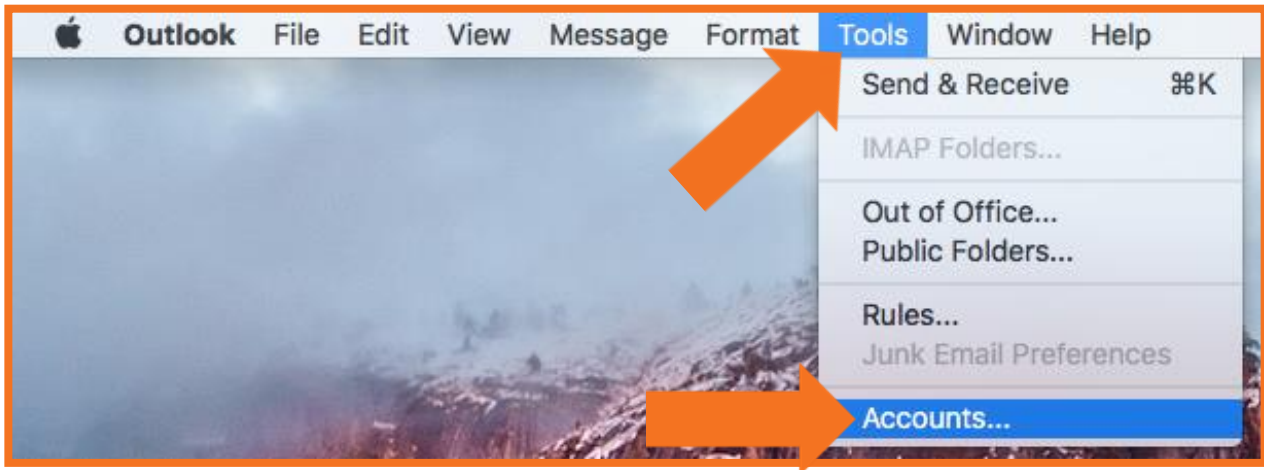 Outlook File Edit View Message Format Tools Window Help
Send & Receive ⌘K
IMAP Folders...
Out of Office...
Public Folders...
Rules...
Junk Email Preferences
Accounts...